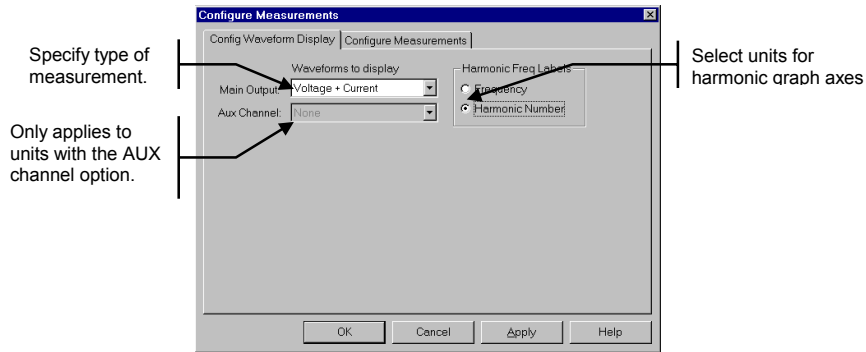 Configure Measurements
Config Waveform Display
Configure Measurements
Specify type of
measurement.
Waveforms to display
Main Output:
Voltage + Current
Aux Channel:
None
Harmonic Freq Labels
Frequency
Harmonic Number
Select units for
harmonic graph axes
Only applies to
units with the AUX
channel option.
OK
Cancel
Apply
Help